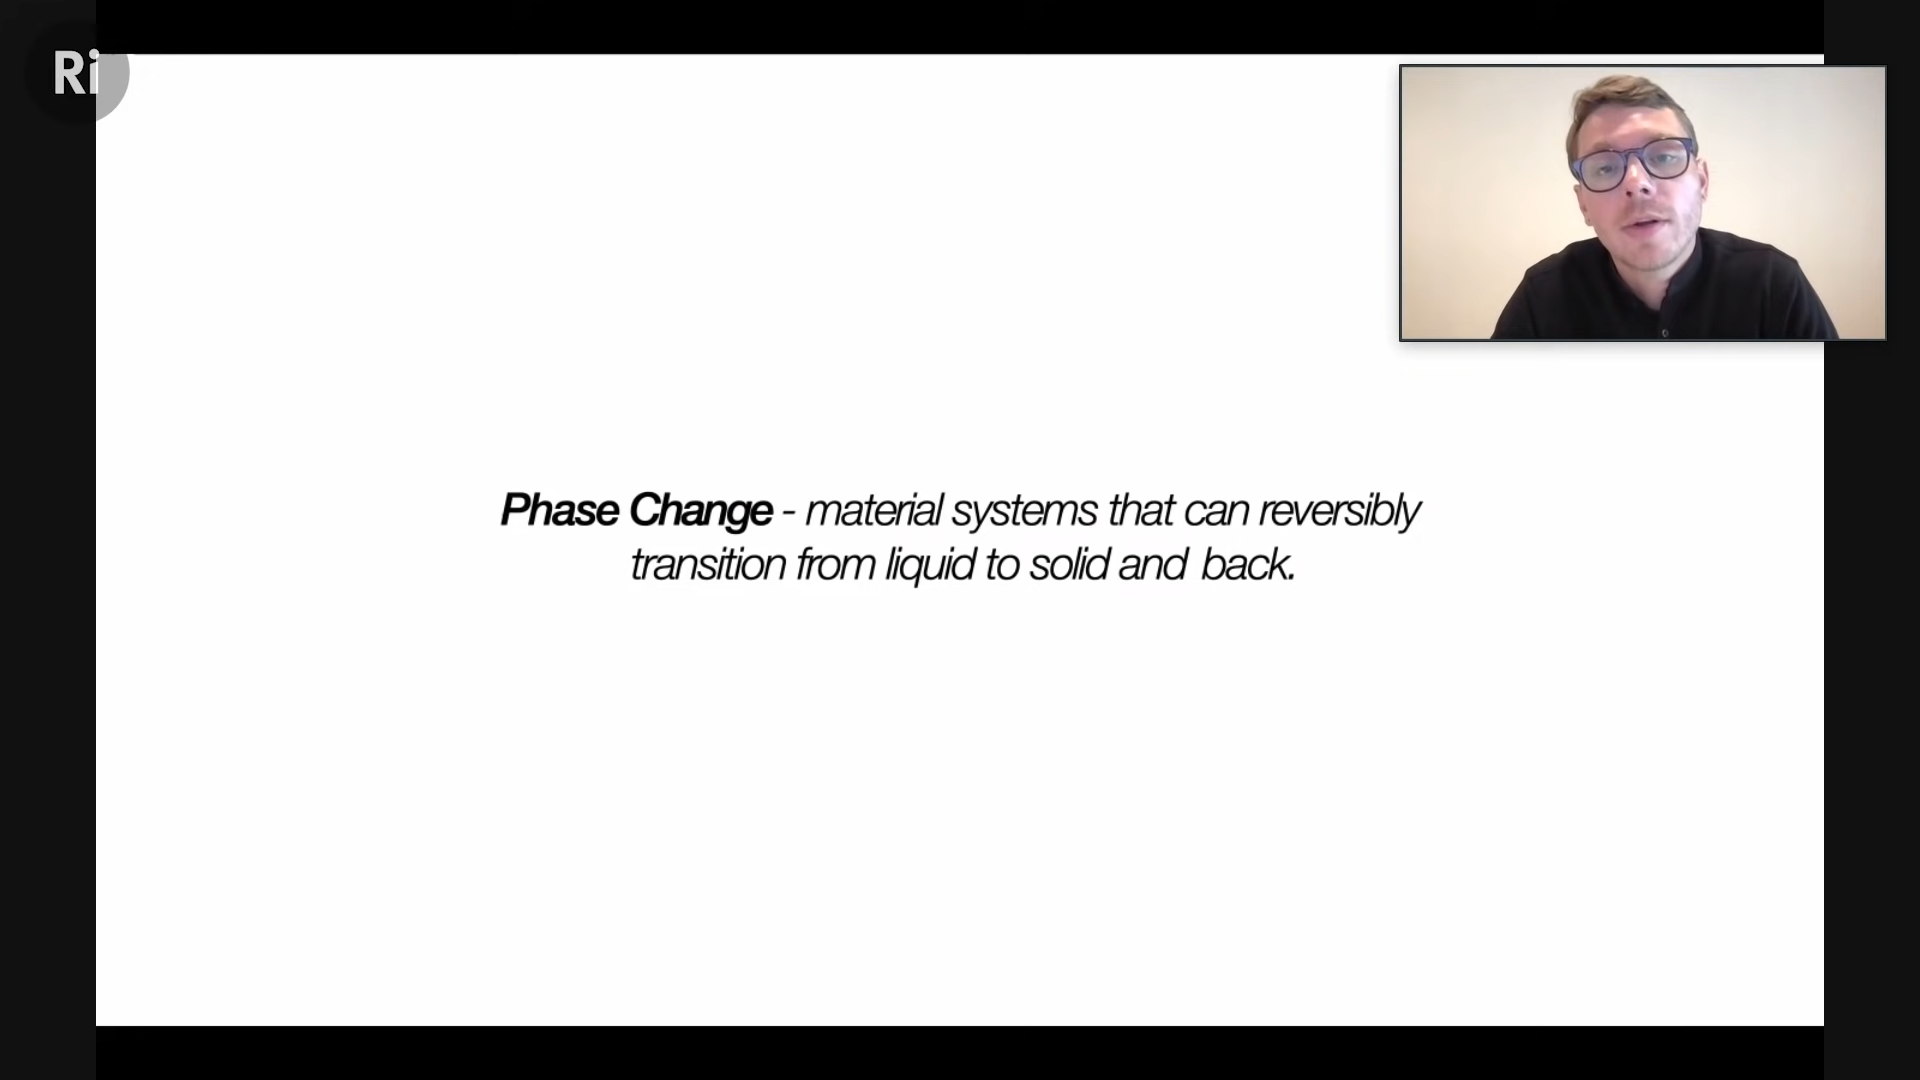 Ri
Phase Change - material systems that can reversibly
transition from liquid to solid and back.